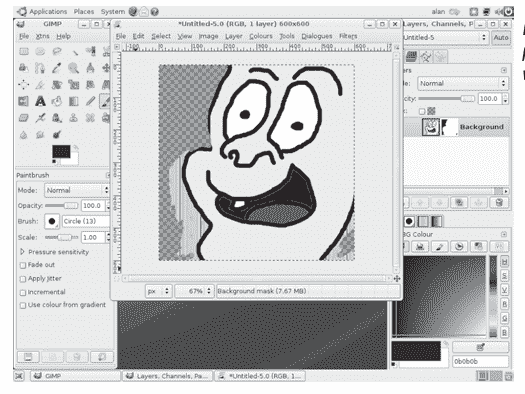 Applications Places System
alan
GIMP
*Untitled-5.0 (RGB, 1 layer) 600x600
Layers, Channels, P
File Xtns Help
File Edit Select View Image Layer Colours Tools Dialogues Filters
Untitled-5
Auto
Normal
100.0
Background
Paintbrush
Mode: Normal
Opacity: 100.0
Brush: Circle (13)
Scale: 1.00
Pressure sensitivity
Fade out
Apply Jitter
Incremental
Use colour from gradient
BG Colour
px 67% Background mask (7.67 MB)
H
S
V
R
G
B
0b0b0b
GIMP Layers, Channels, Pa... *Untitled-5.0 (RGB, 1...